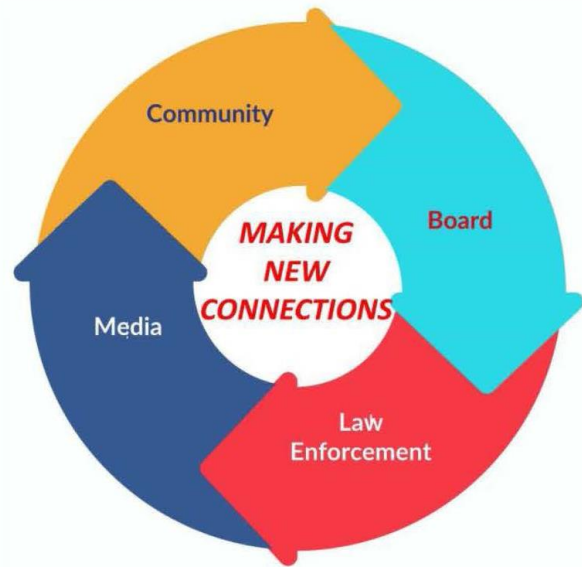 Community
Board
MAKING
NEW
CONNECTIONS
Media
Law
Enforcement